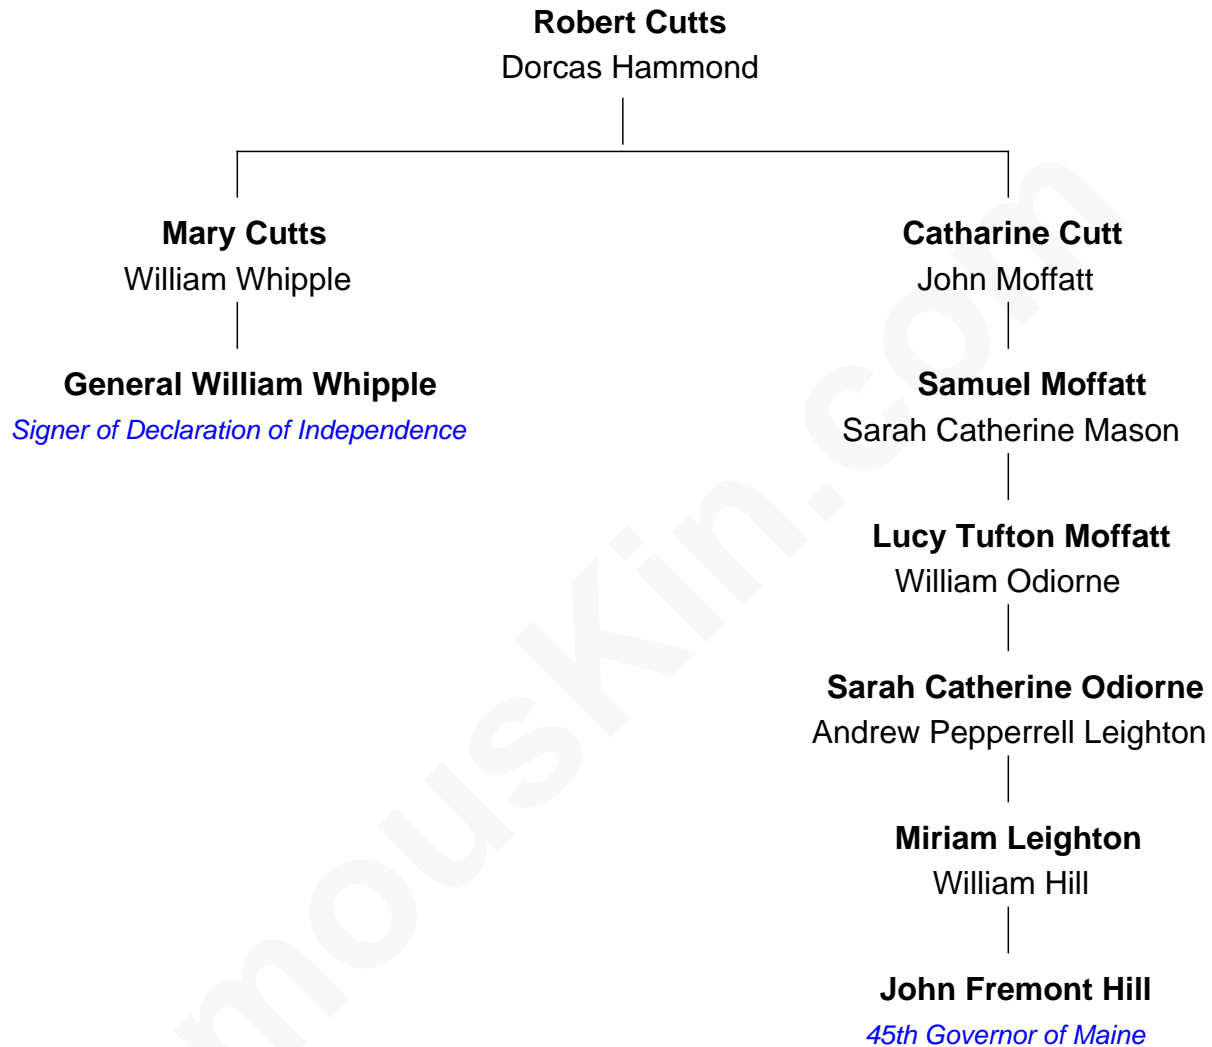 Robert Cutts
Dorcas Hammond
Mary Cutts
William Whipple
General William Whipple
Signer of Declaration of Independence
Catharine Cutt
John Moffatt
Samuel Moffatt
Sarah Catherine Mason
Lucy Tufton Moffatt
William Odiorne
Sarah Catherine Odiorne
Andrew Pepperrell Leighton
Miriam Leighton
William Hill
John Fremont Hill
45th Governor of Maine
mouskin.com